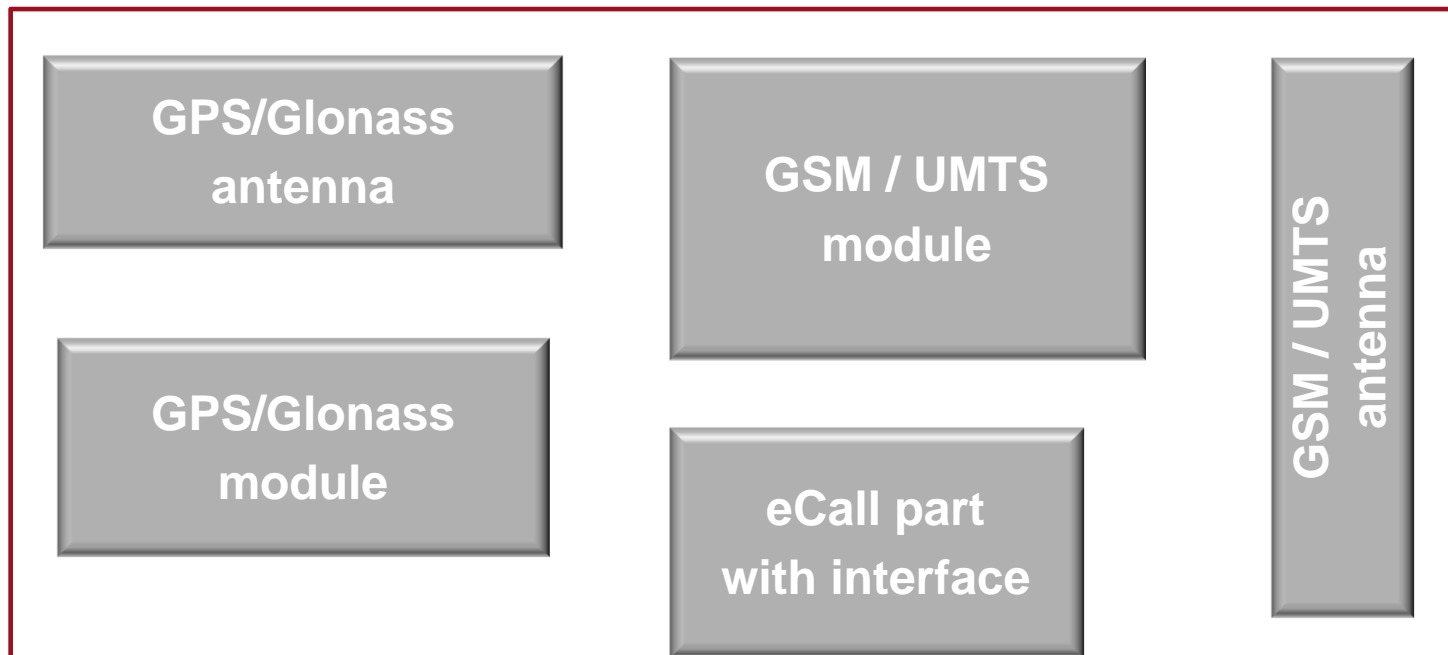 GPS/Glonass
antenna
GSM / UMTS
module
GSM / UMTS
antenna
GPS/Glonass
module
eCall part
with interface